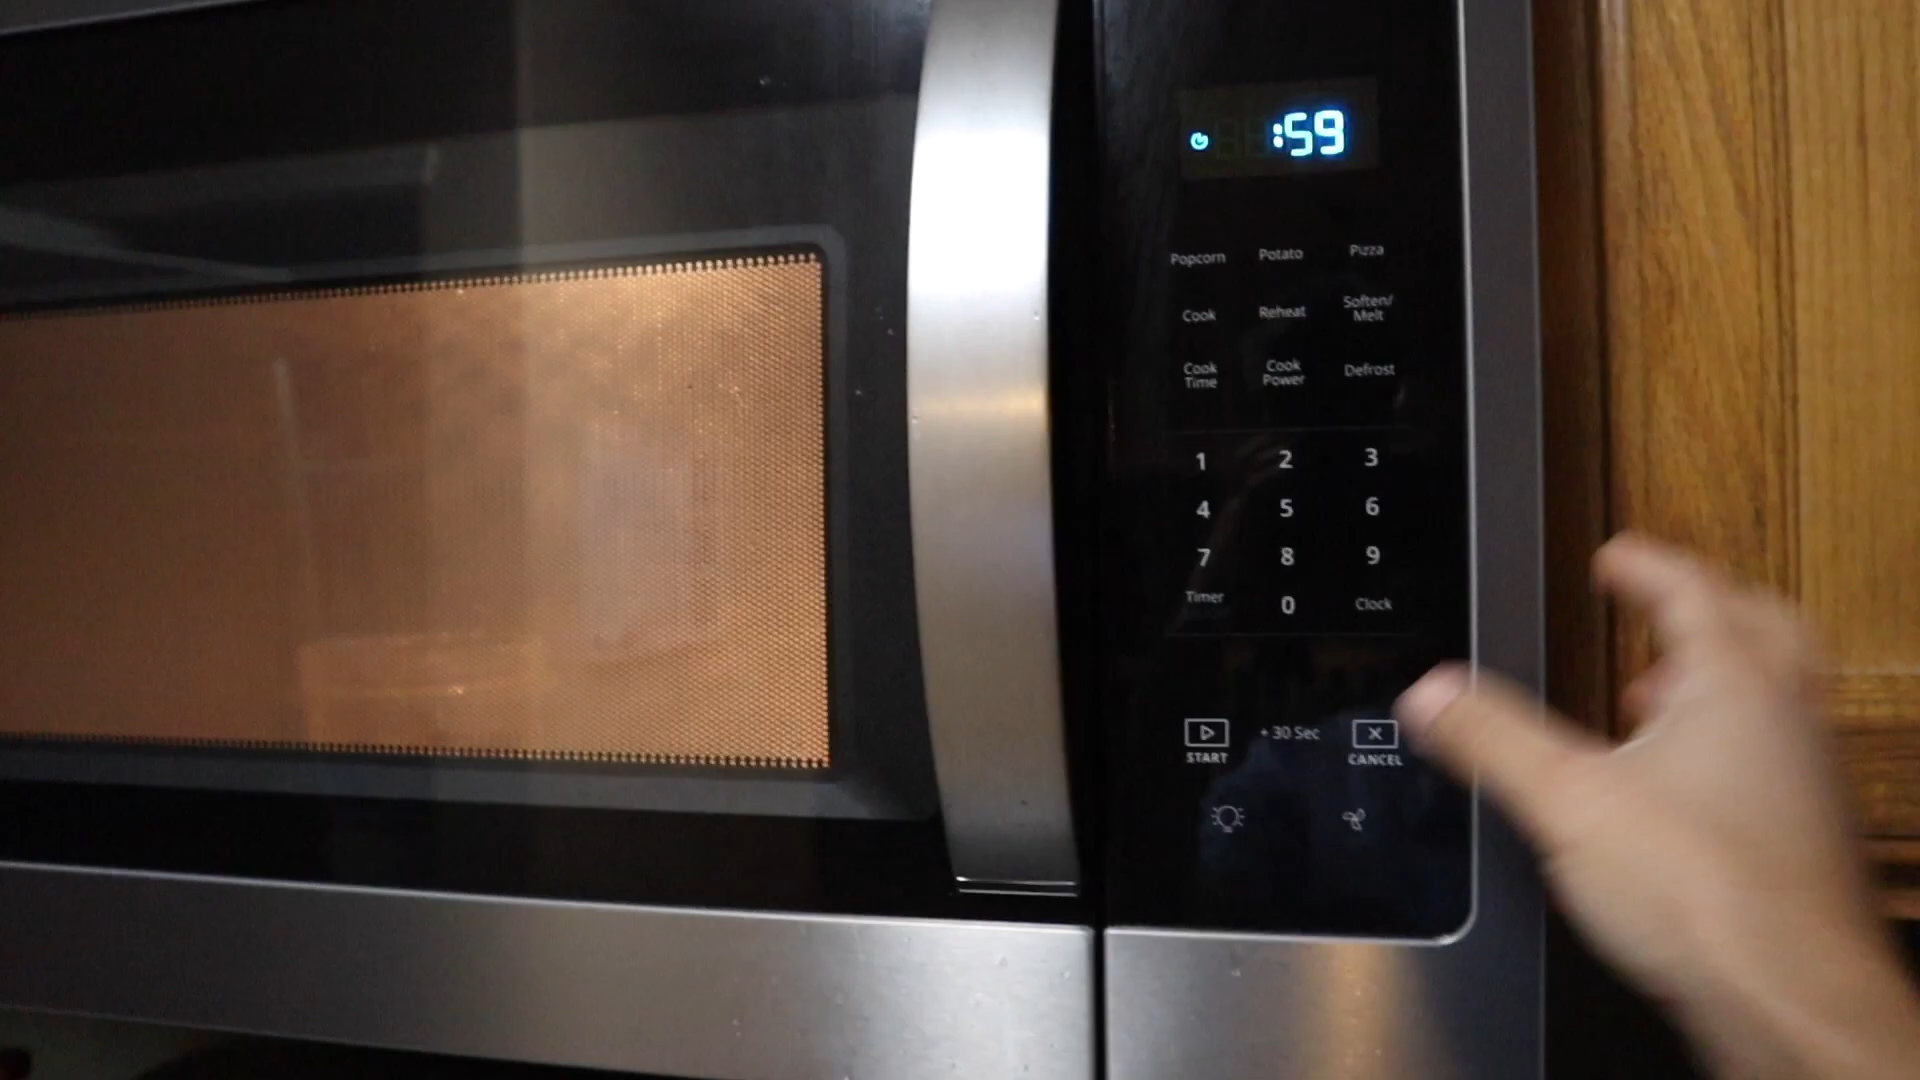 :59
Popcorn Potato Pizza
Cook Reheat Soften/
Melt
Cook
Time
Cook
Power
Defrost
1 2 3
4 5 6
7 8 9
Timer 0 Clock
START + 30 Sec CANCEL